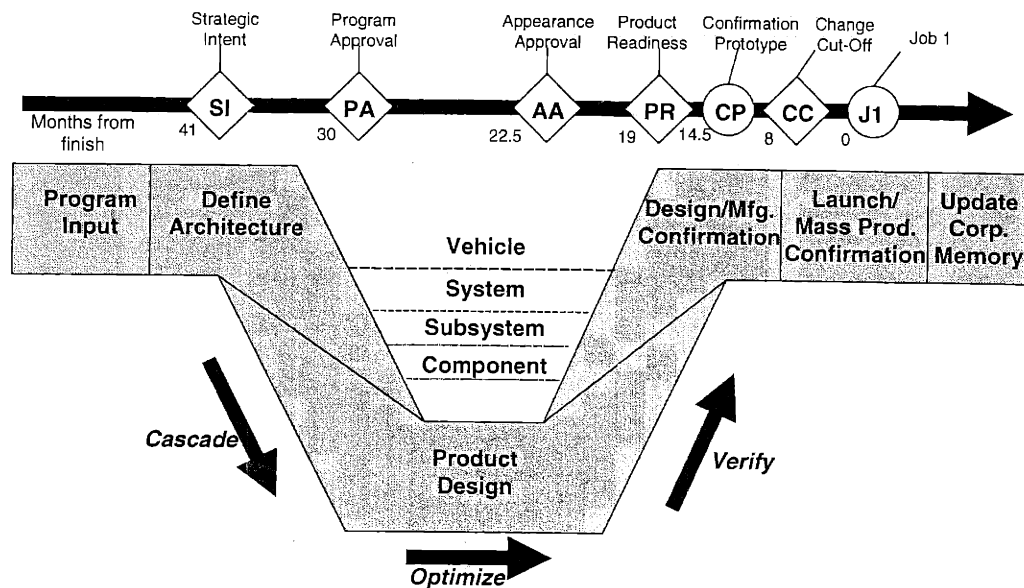 Strategic
Intent
Program
Approval
Appearance
Approval
Product
Readiness
Confirmation
Prototype
Change
Cut-Off
Job 1
SI
PA
AA
PR
CP
CC
J1
Months from
finish
41
30
22.5
19
14.5
8
0
Program
Input
Define
Architecture
Vehicle
System
Subsystem
Component
Design/Mfg.
Confirmation
Launch/
Mass Prod.
Confirmation
Update
Corp.
Memory
Cascade
Product
Design
Verify
Optimize